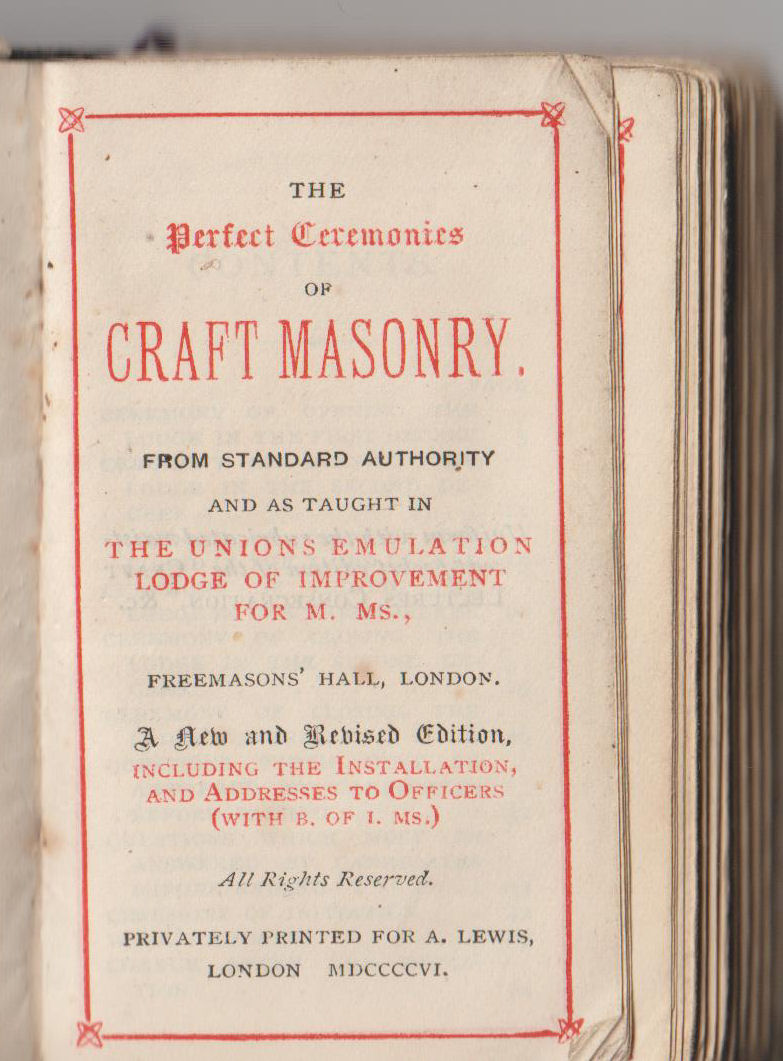 THE
Perfect Ceremonies
OF
CRAFT MASONRY.
FROM STANDARD AUTHORITY
AND AS TAUGHT IN
THE UNIONS EMULATION
LODGE OF IMPROVEMENT
FOR M. MS.,
FREEMASONS' HALL, LONDON.
A New and Revised Edition,
INCLUDING THE INSTALLATION,
AND ADDRESSES TO OFFICERS
(WITH B. OF I. MS.)
All Rights Reserved.
PRIVATELY PRINTED FOR A. LEWIS,
LONDON MDCCCCVI.